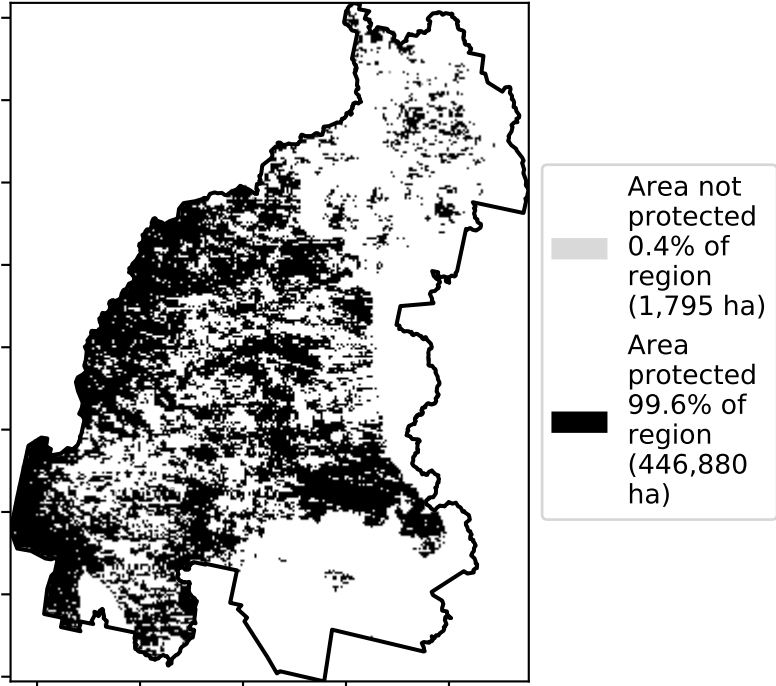 Area not
protected
0.4% of
region
(1,795 ha)
Area
protected
99.6% of
region
(446,880
ha)